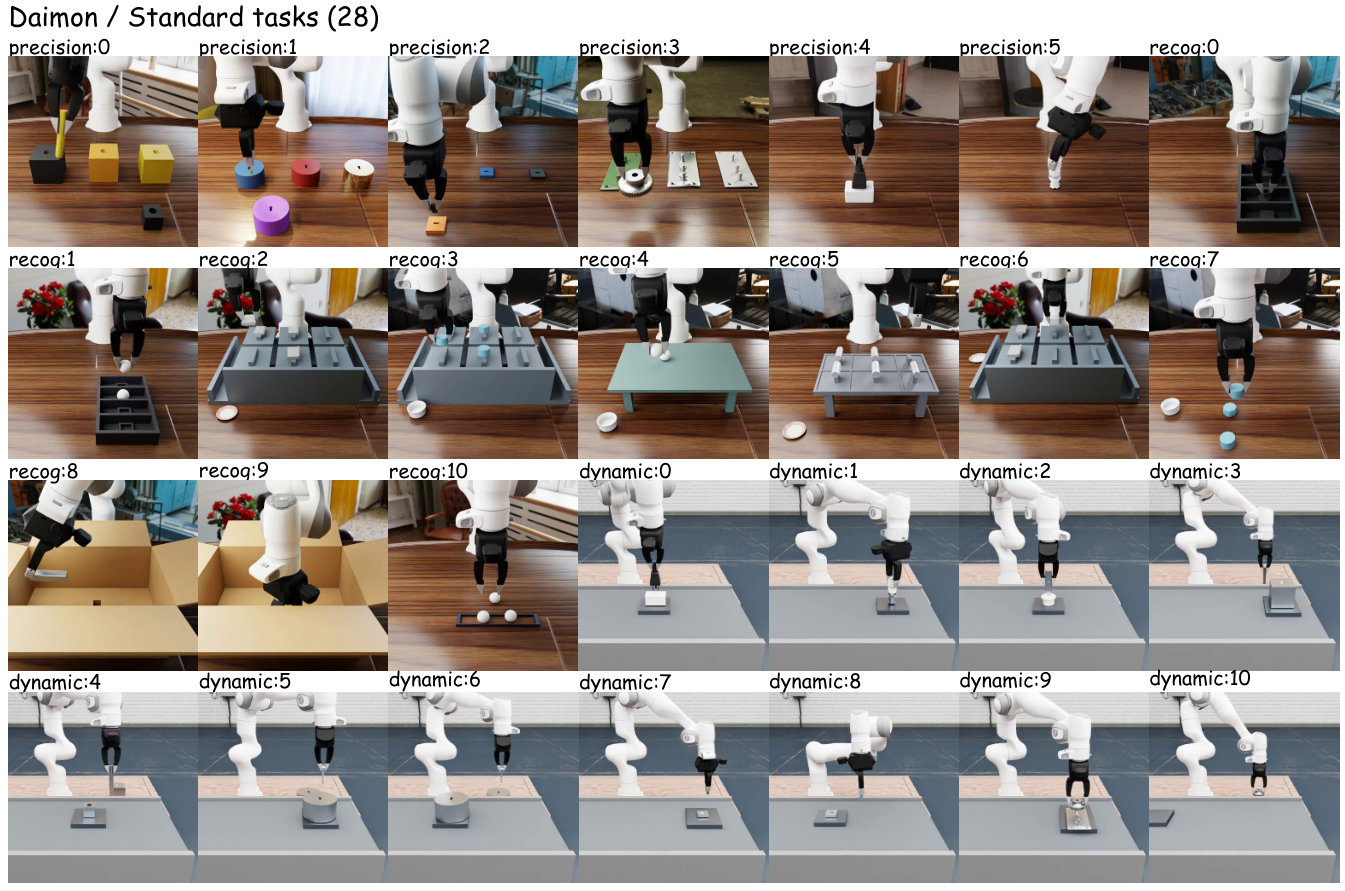 Daimon / Standard tasks (28)
precision:0 precision:1 precision:2 precision:3 precision:4 precision:5 recog:0
recog:1 recog:2 recog:3 recog:4 recog:5 recog:6 recog:7
recog:8 recog:9 recog:10 dynamic:0 dynamic:1 dynamic:2 dynamic:3
dynamic:4 dynamic:5 dynamic:6 dynamic:7 dynamic:8 dynamic:9 dynamic:10